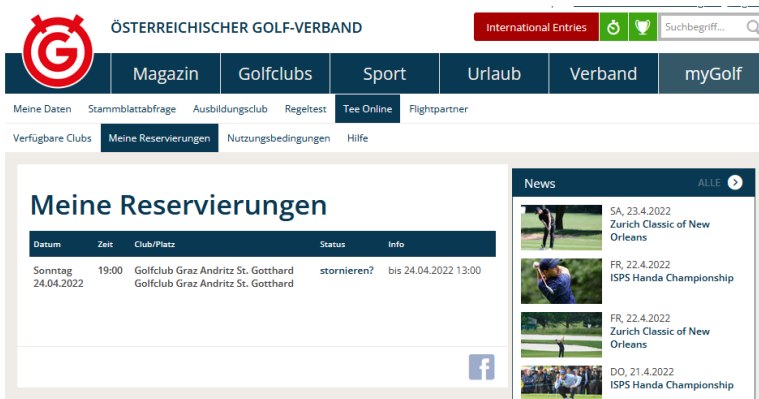 G
ÖSTERREICHISCHER GOLF-VERBAND
International Entries
Suchbegriff...
Magazin Golfclubs Sport Urlaub Verband myGolf
Meine Daten Stammblattabfrage Ausbildungsclub Regeltest Tee Online Flightpartner
Verfügbare Clubs Meine Reservierungen Nutzungsbedingungen Hilfe
Meine Reservierungen
Datum Zeit Club/Platz Status Info
Sonntag 19:00 Golfclub Graz Andritz St. Gotthard stornieren? bis 24.04.2022 13:00
24.04.2022 Golfclub Graz Andritz St. Gotthard
f
News ALLE
SA, 23.4.2022
Zurich Classic of New
Orleans
FR, 22.4.2022
ISPS Handa Championship
FR, 22.4.2022
Zurich Classic of New
Orleans
DO, 21.4.2022
ISPS Handa Championship